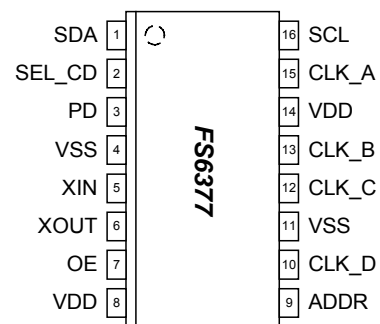 SDA 1 16 SCL
SEL_CD 2 15 CLK_A
PD 3 14 VDD
VSS 4 13 CLK_B
XIN 5 12 CLK_C
XOUT 6 11 VSS
OE 7 10 CLK_D
VDD 8 9 ADDR
FS6377